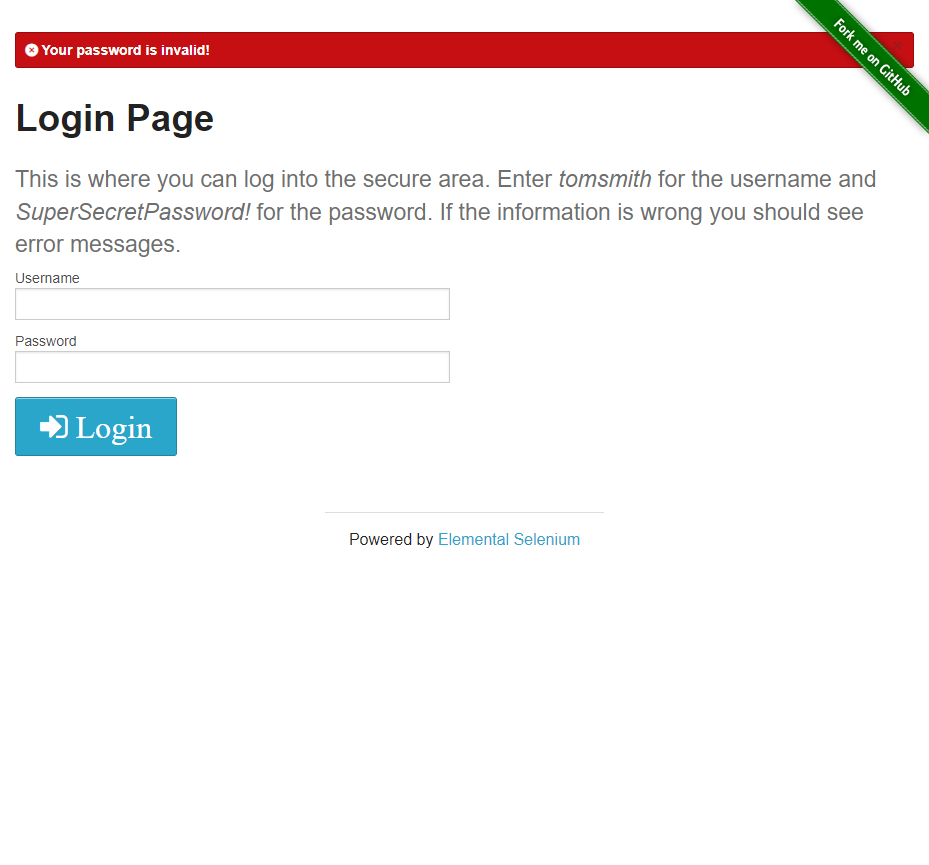 Your password is invalid!
Fork me on GitHub
Login Page
This is where you can log into the secure area. Enter tomsmith for the username and
SuperSecretPassword! for the password. If the information is wrong you should see
error messages.
Username
Password
Login
Powered by Elemental Selenium